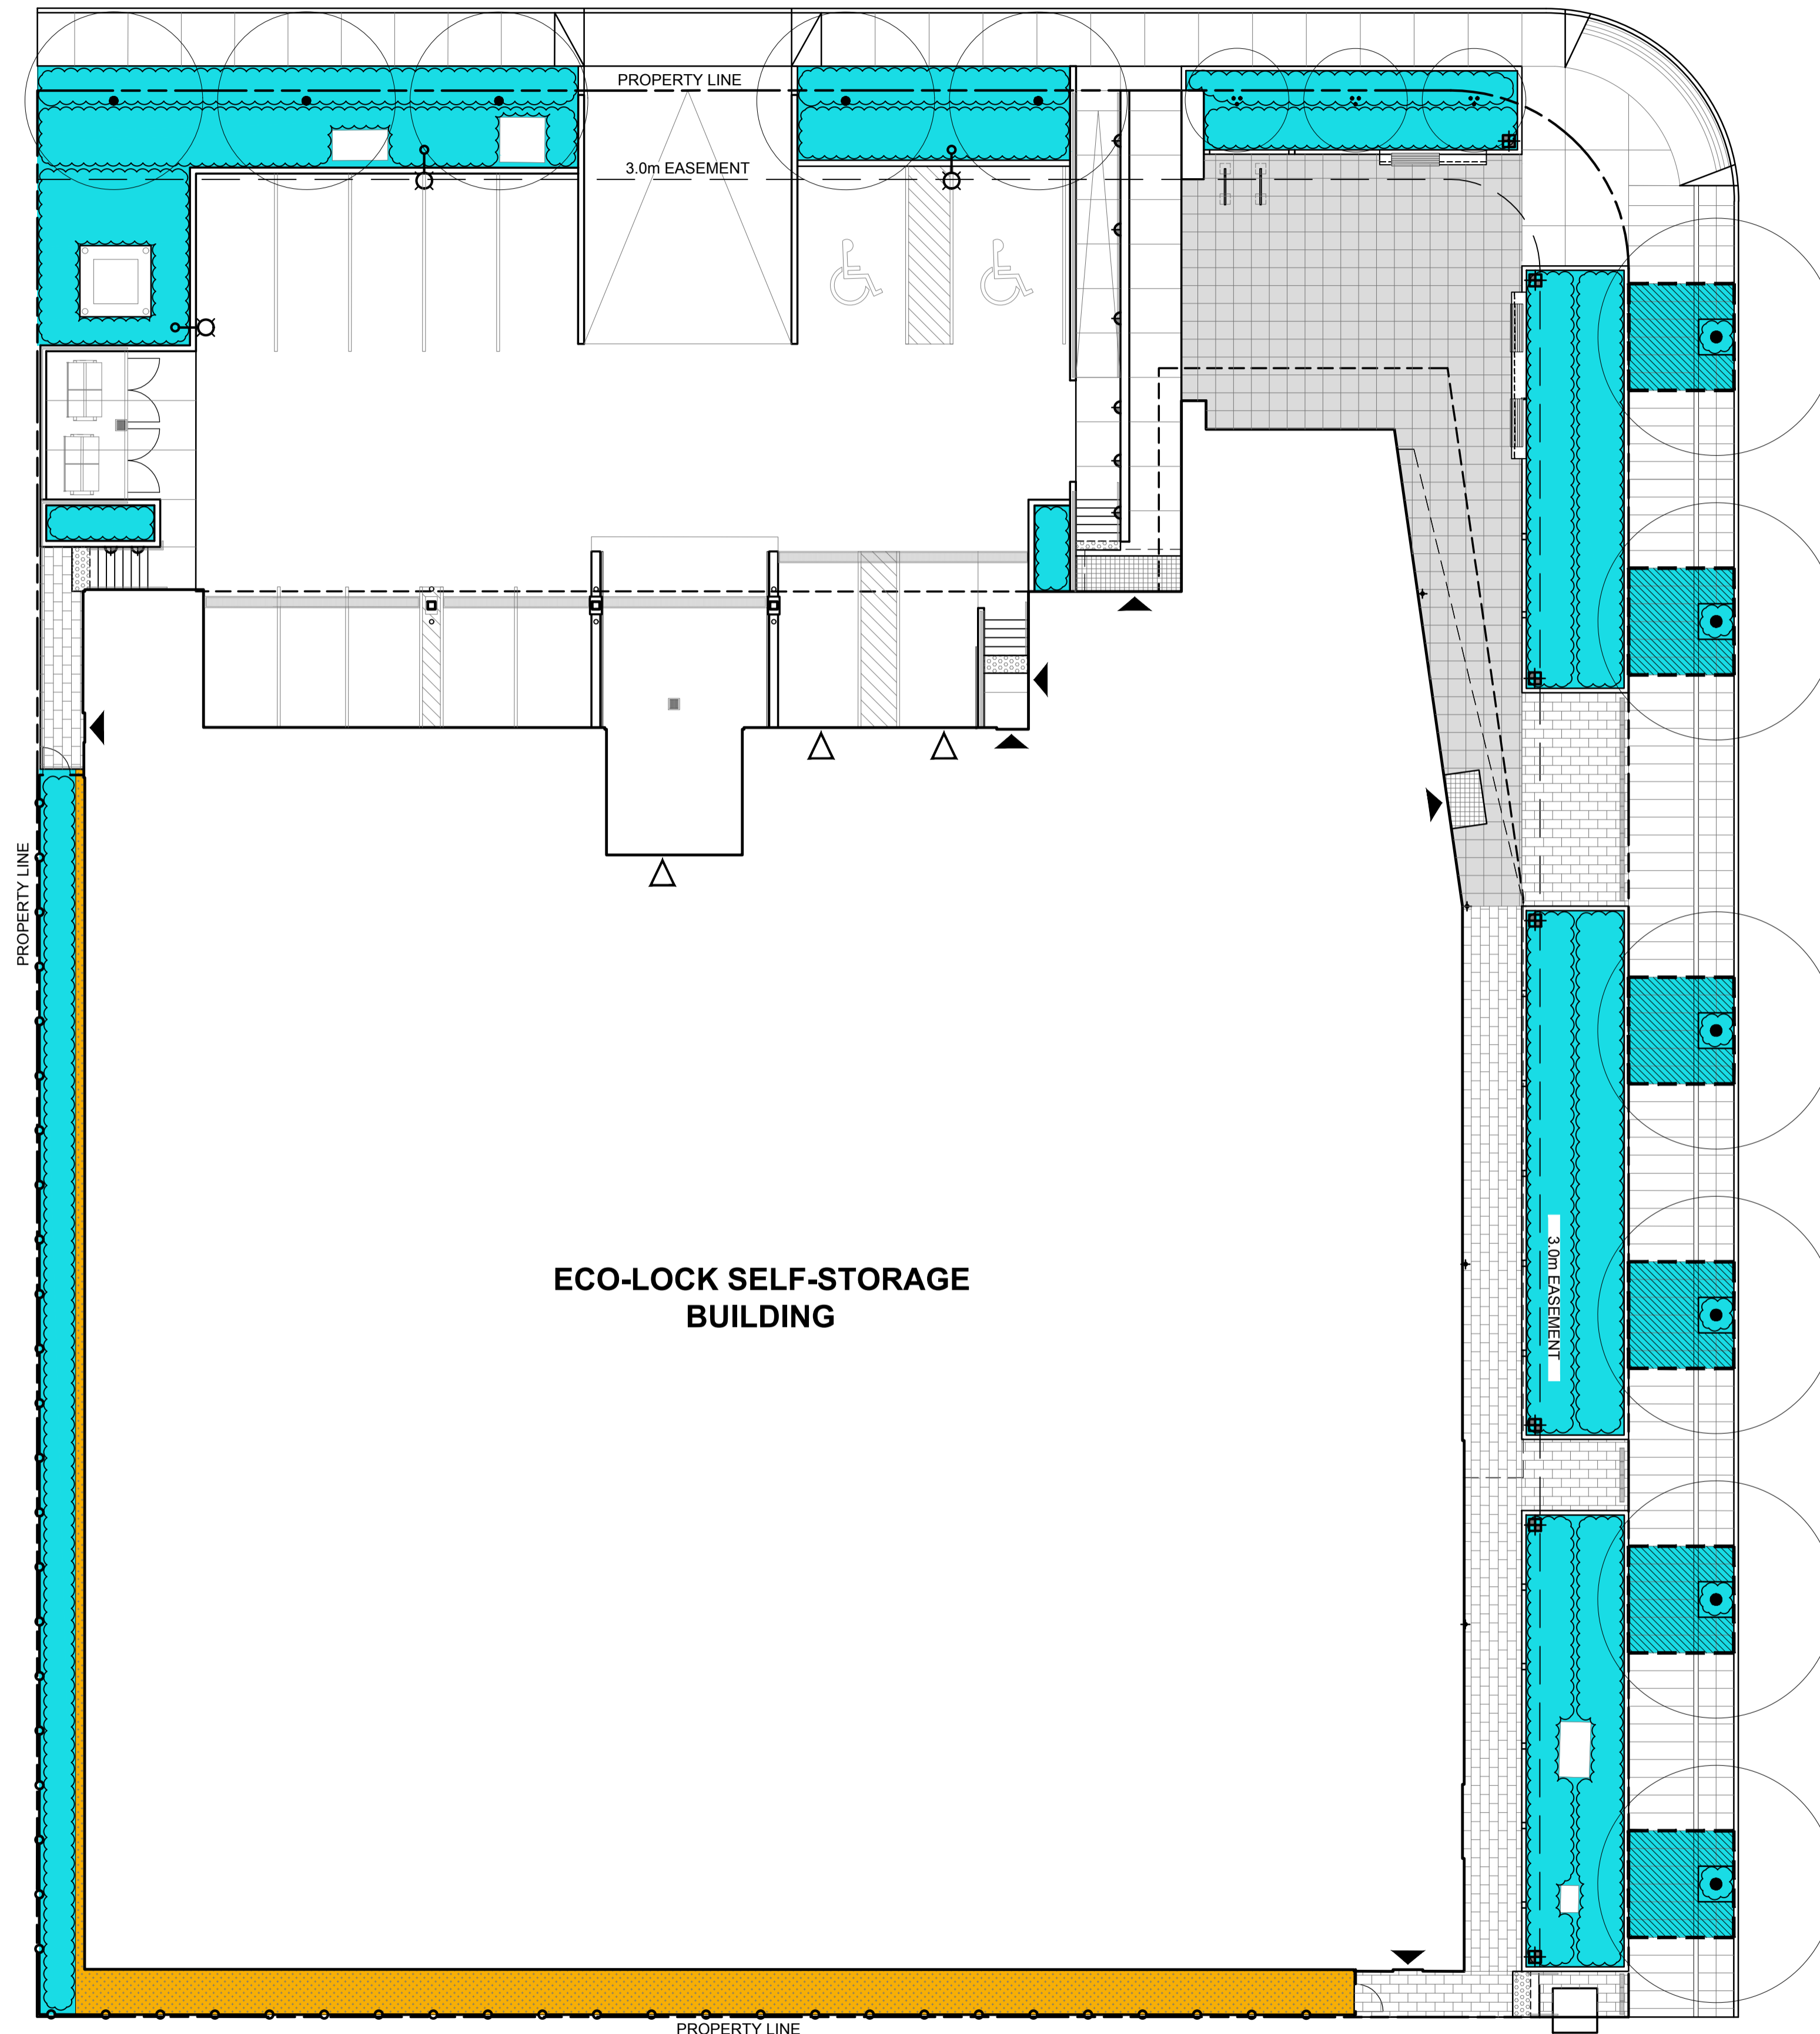 PROPERTY LINE
3.0m EASEMENT
PROPERTY LINE
ECO-LOCK SELF-STORAGE
BUILDING
3.0m EASEMENT
PROPERTY LINE